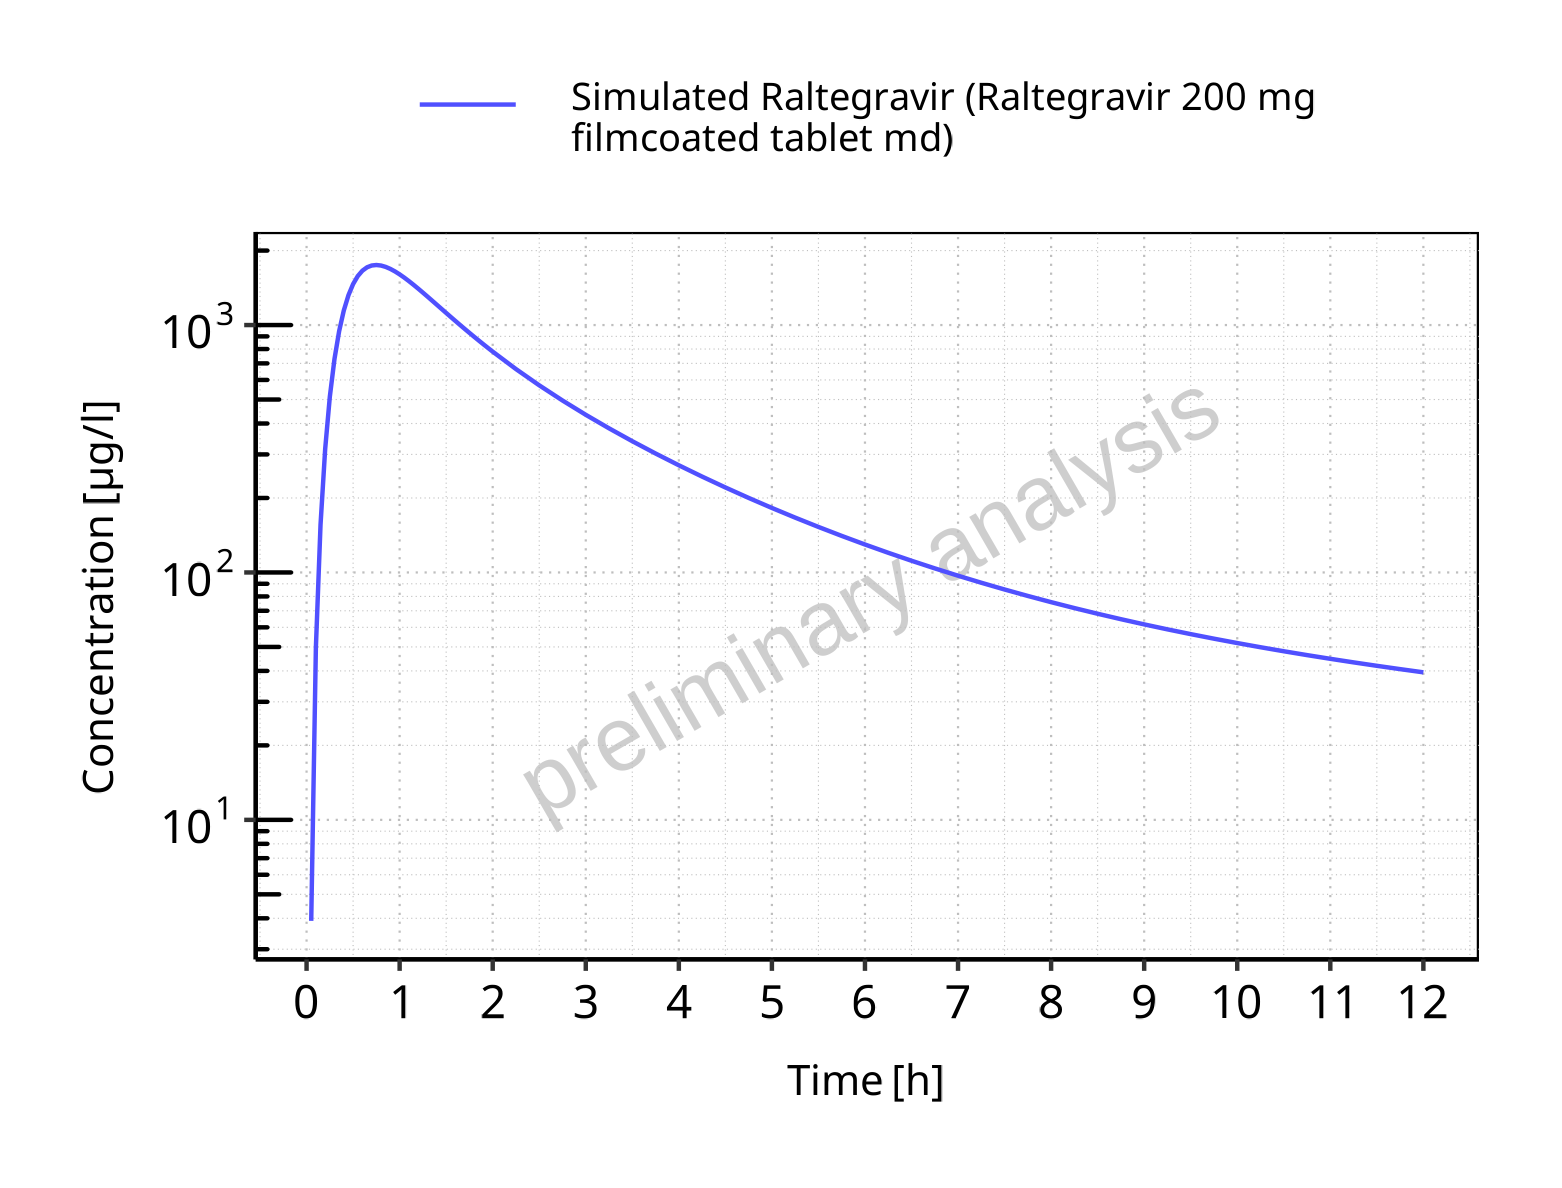 Simulated Raltegravir (Raltegravir 200 mg
filmcoated tablet md)
10³
10²
10¹
Concentration [µg/l]
preliminary analysis
0 1 2 3 4 5 6 7 8 9 10 11 12
Time [h]